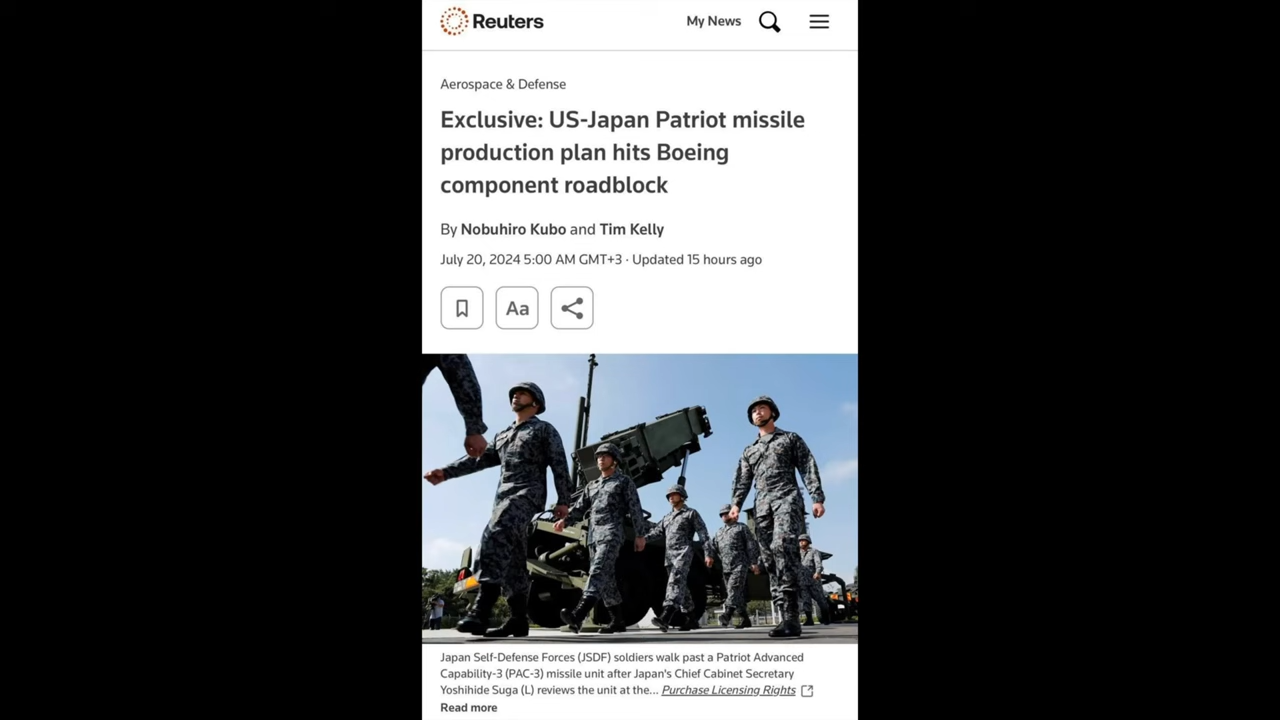 Reuters
My News
Aerospace & Defense
Exclusive: US-Japan Patriot missile
production plan hits Boeing
component roadblock
By Nobuhiro Kubo and Tim Kelly
July 20, 2024 5:00 AM GMT+3 · Updated 15 hours ago
Aa
Japan Self-Defense Forces (JSDF) soldiers walk past a Patriot Advanced
Capability-3 (PAC-3) missile unit after Japan's Chief Cabinet Secretary
Yoshihide Suga (L) reviews the unit at the... Purchase Licensing Rights
Read more